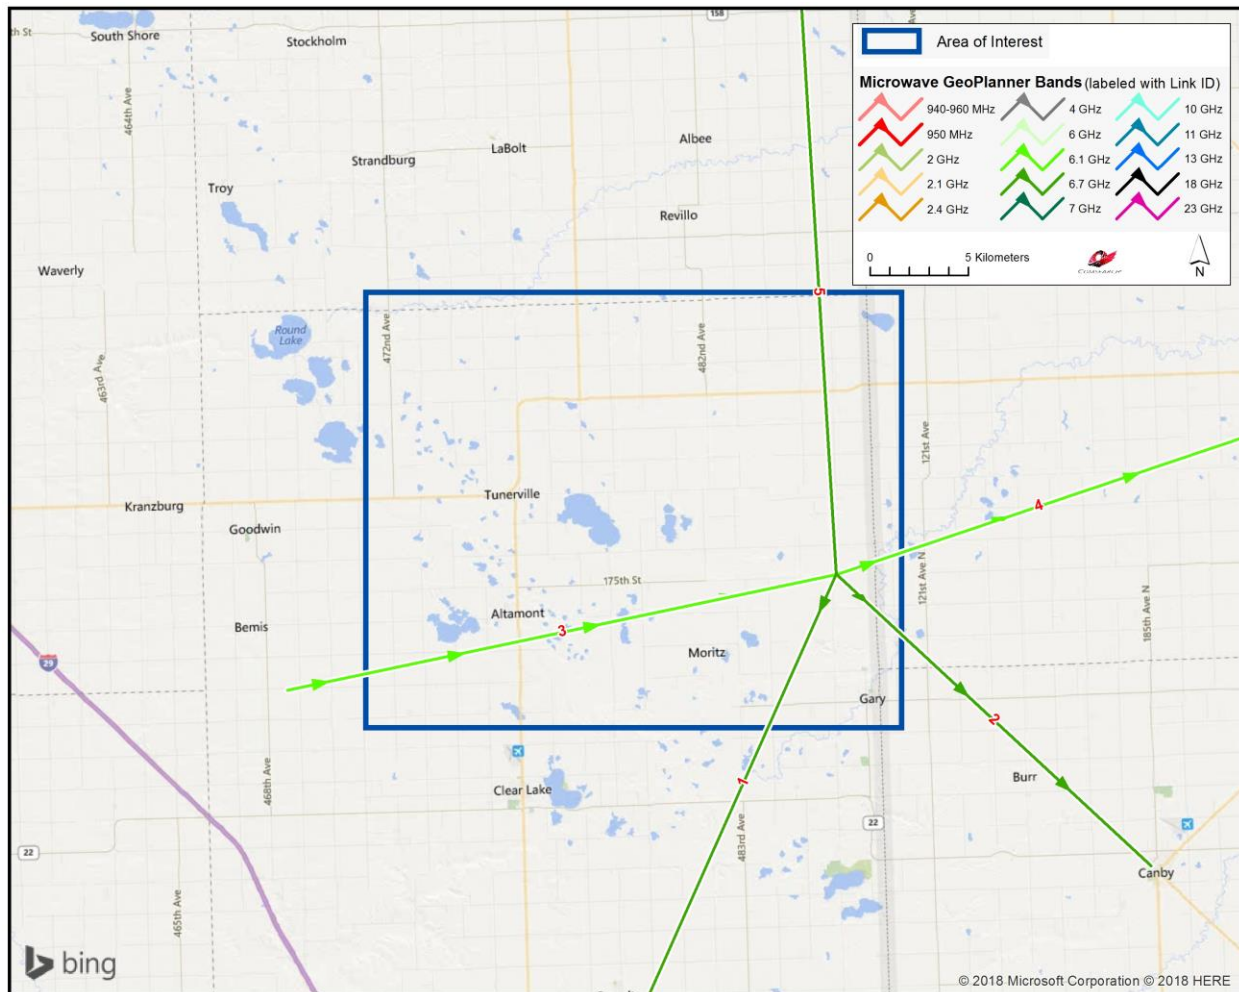 158
th St
South Shore
Stockholm
Ave
464th Ave
Area of Interest
Microwave GeoPlanner Bands (labeled with Link ID)
940-960 MHz
4 GHz
10 GHz
950 MHz
6 GHz
11 GHz
2 GHz
6.1 GHz
13 GHz
2.1 GHz
6.7 GHz
18 GHz
2.4 GHz
7 GHz
23 GHz
0
5 Kilometers
N
LaBolt
Albee
Strandburg
Troy
Revillo
Waverly
5
Round
Lake
472nd Ave
482nd Ave
463rd Ave
121st Ave
Tunerville
Kranzburg
Goodwin
4
175th St
121st Ave N
185th Ave N
Altamont
Bemis
3
Moritz
29
Gary
2
468th Ave
Burr
1
Clear Lake
22
483rd Ave
22
Canby
465th Ave
bing
© 2018 Microsoft Corporation © 2018 HERE